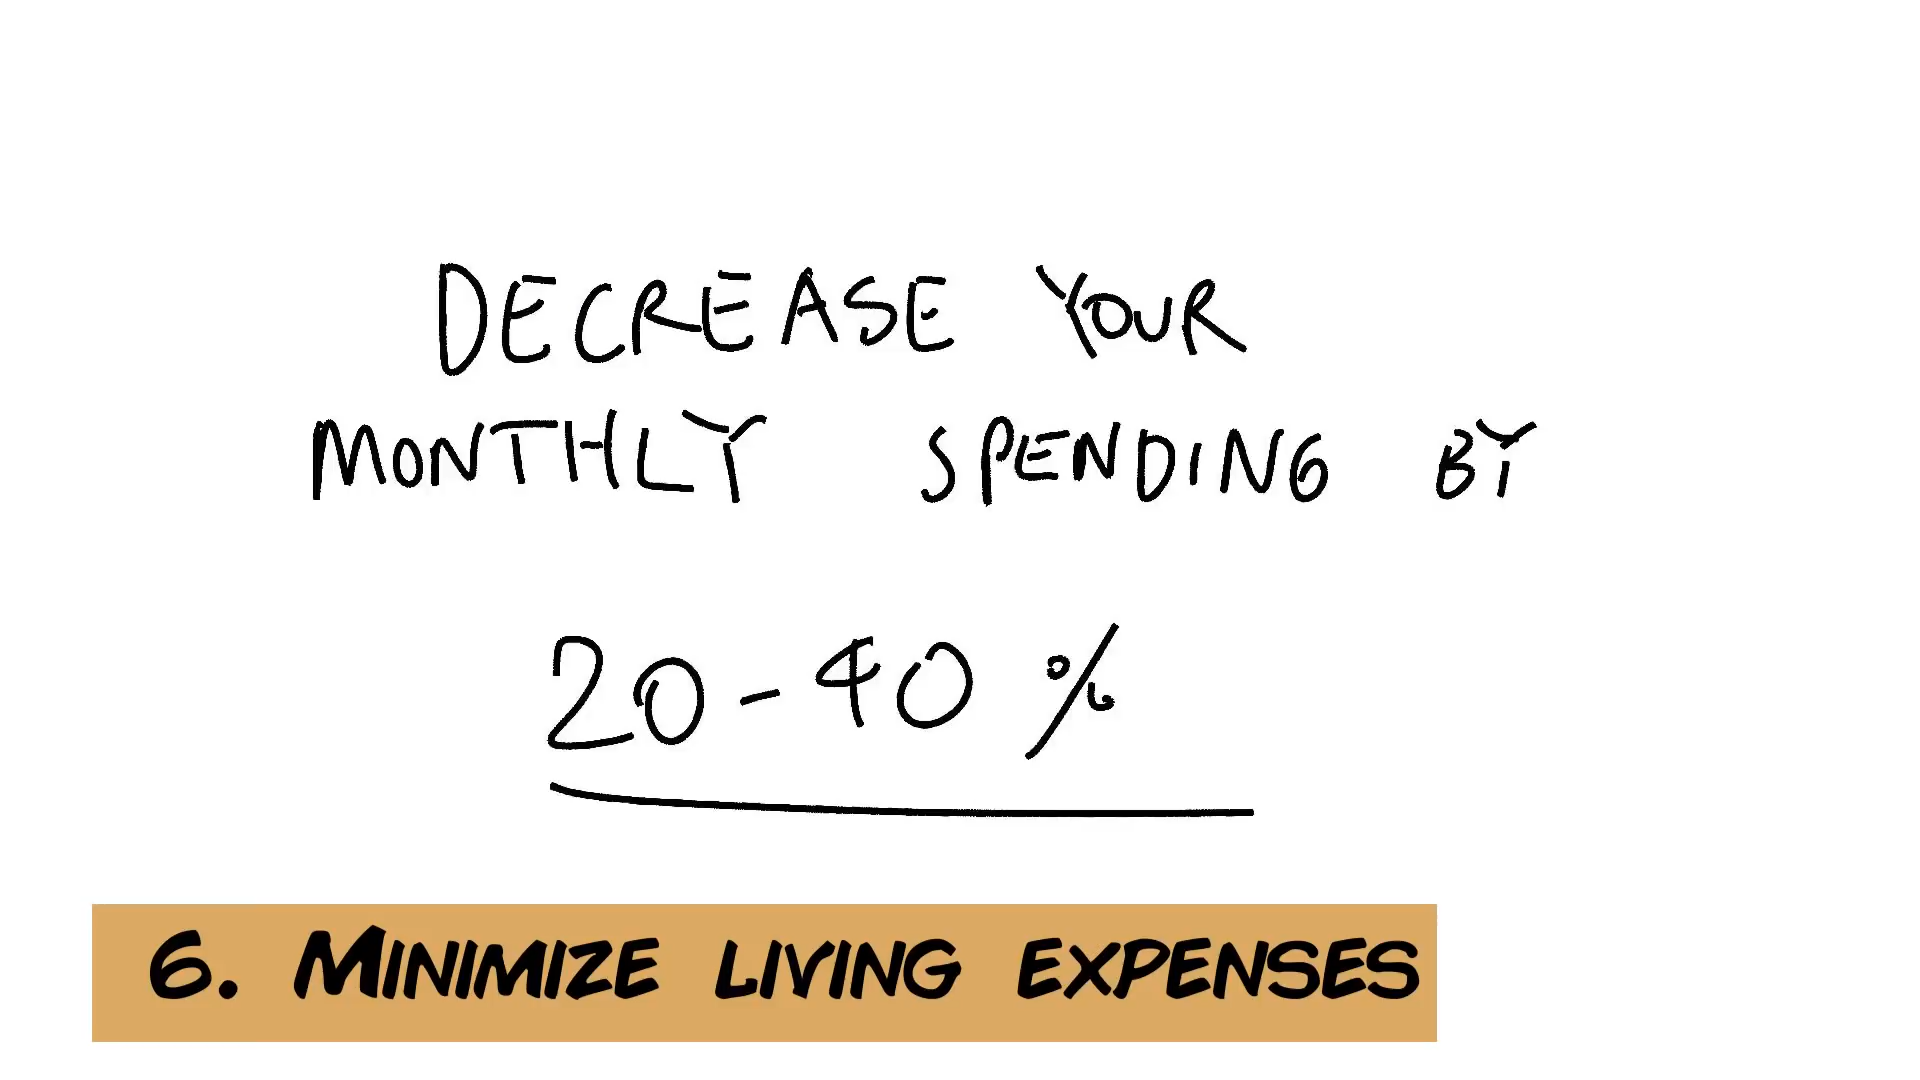 DECREASE YOUR
MONTHLY SPENDING BY
20-40 %
6. MINIMIZE LIVING EXPENSES